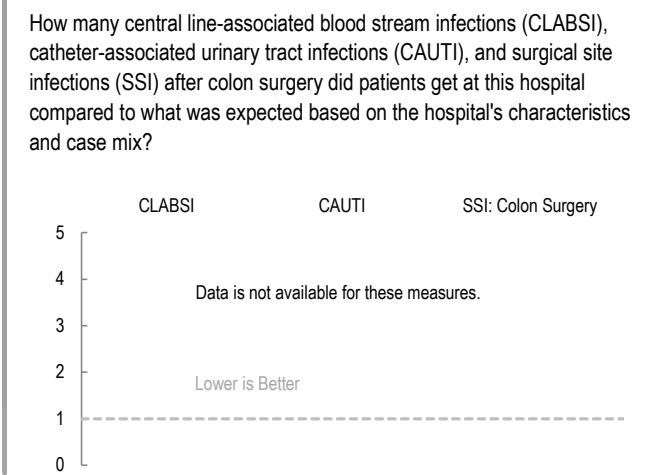 How many central line-associated blood stream infections (CLABSI),
catheter-associated urinary tract infections (CAUTI), and surgical site
infections (SSI) after colon surgery did patients get at this hospital
compared to what was expected based on the hospital's characteristics
and case mix?
CLABSI CAUTI SSI: Colon Surgery
5
4
Data is not available for these measures.
3
2
Lower is Better
1
0